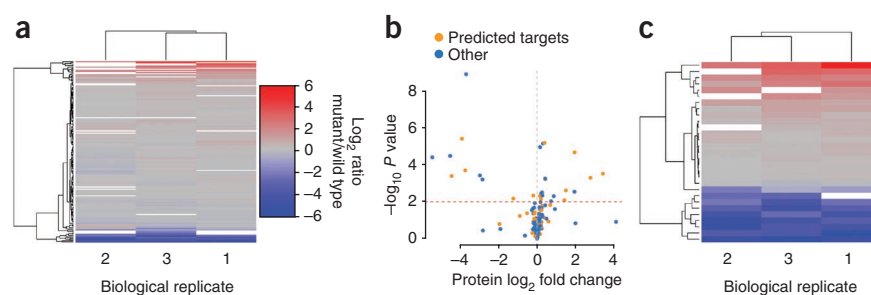 a
2 3 1
Biological replicate
6
4
2
0
−2
−4
−6
Log2 ratio
mutant/wild type
b
Predicted targets
Other
8
6
4
2
0
−log10 P value
−4 −2 0 2 4
Protein log2 fold change
c
2 3 1
Biological replicate